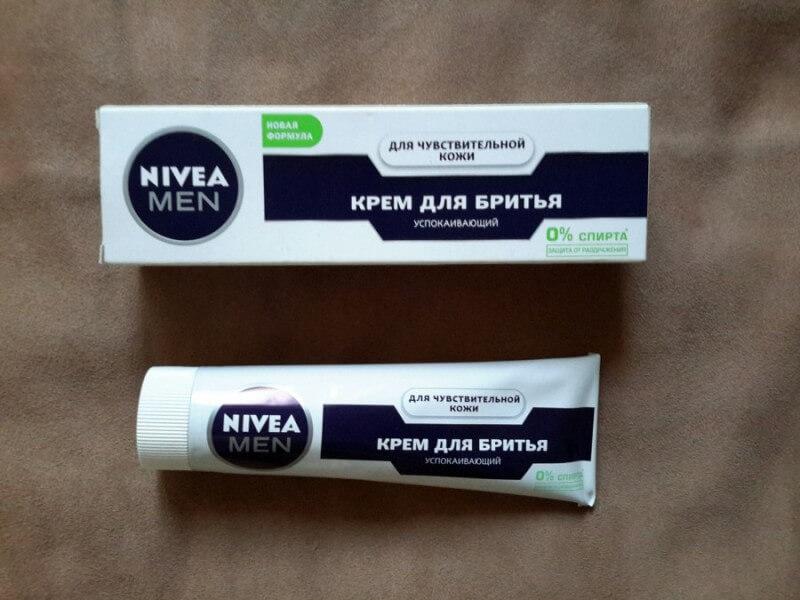 НОВАЯ
ФОРМУЛА
NIVEA
MEN
ДЛЯ ЧУВСТВИТЕЛЬНОЙ
КОЖИ
КРЕМ ДЛЯ БРИТЬЯ
УСПОКАИВАЮЩИЙ
0% СПИРТА*
ЗАЩИТА ОТ РАЗДРАЖЕНИЯ
NIVEA
MEN
ДЛЯ ЧУВСТВИТЕЛЬНОЙ
КОЖИ
КРЕМ ДЛЯ БРИТЬЯ
УСПОКАИВАЮЩИЙ
0% СПИРТА*